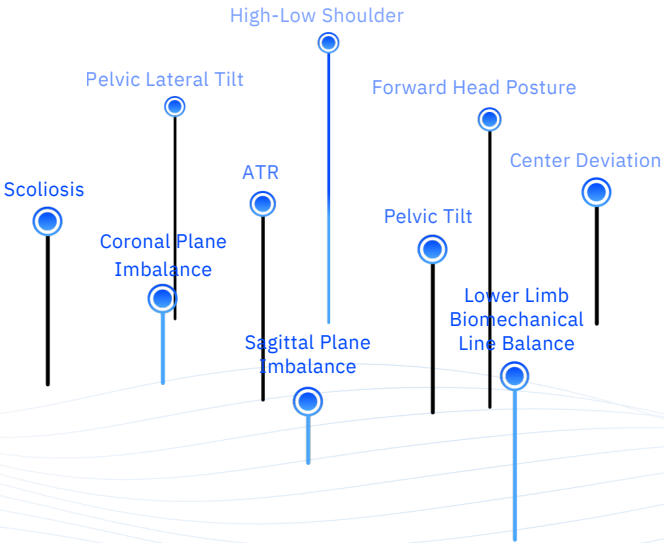 High-Low Shoulder
Pelvic Lateral Tilt
Forward Head Posture
Center Deviation
ATR
Scoliosis
Pelvic Tilt
Coronal Plane
Imbalance
Lower Limb
Biomechanical
Line Balance
Sagittal Plane
Imbalance